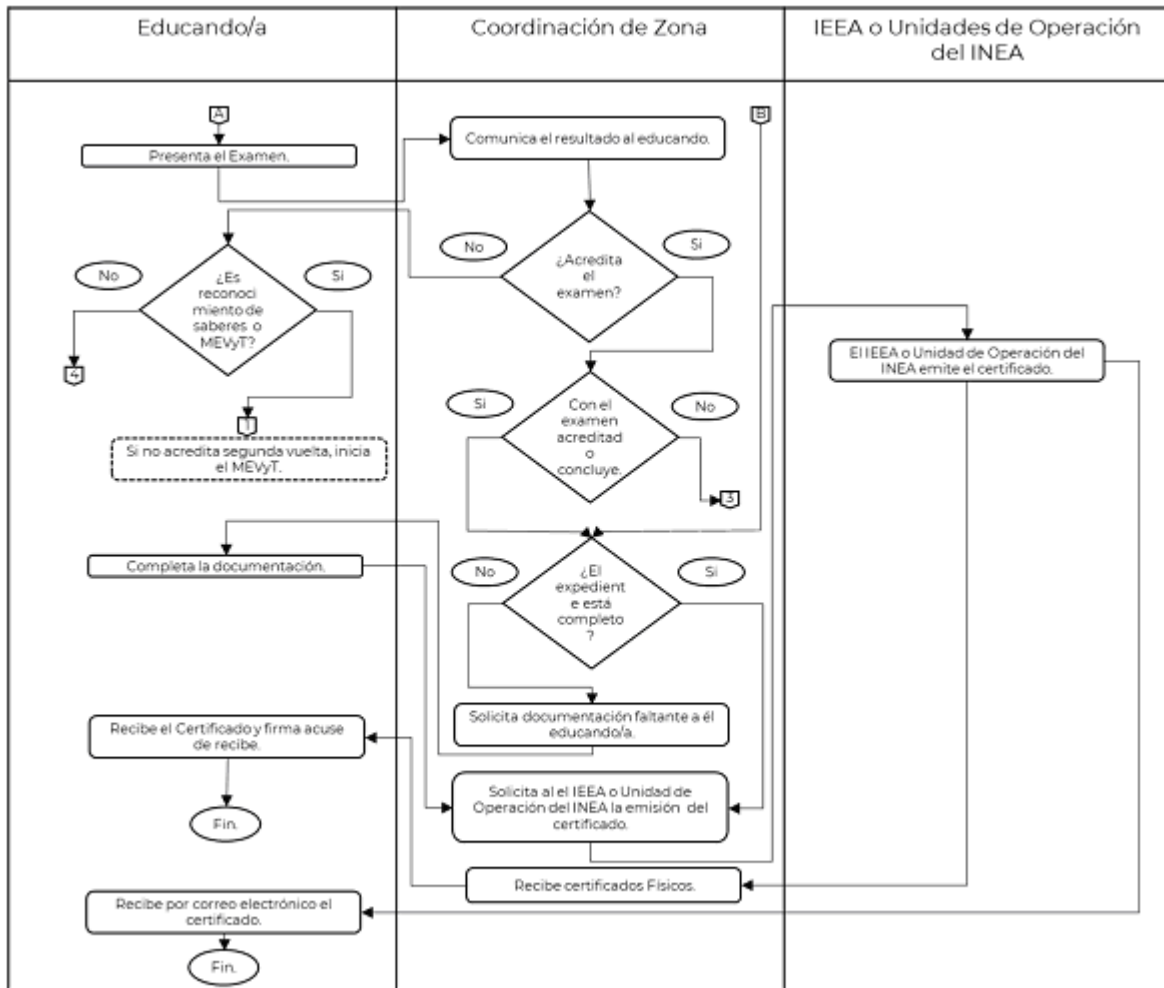 Educando/a
Coordinación de Zona
IEEA o Unidades de Operación
del INEA
A
B
Presenta el Examen.
Comunica el resultado al educando.
No
Si
¿Acredita
el
examen?
No
Si
¿Es
reconoci
miento de
saberes o
MEVyT?
4
1
Si no acredita segunda vuelta, inicia
el MEVyT.
El IEEA o Unidad de Operación del
INEA emite el certificado.
Si
No
Con el
examen
acreditad
o
concluye.
3
Completa la documentación.
No
Si
¿El
expedient
e está
completo
?
Solicita documentación faltante a él
educando/a.
Recibe el Certificado y firma acuse
de recibe.
Fin.
Solicita al el IEEA o Unidad de
Operación del INEA la emisión del
certificado.
Recibe certificados Físicos.
Recibe por correo electrónico el
certificado.
Fin.